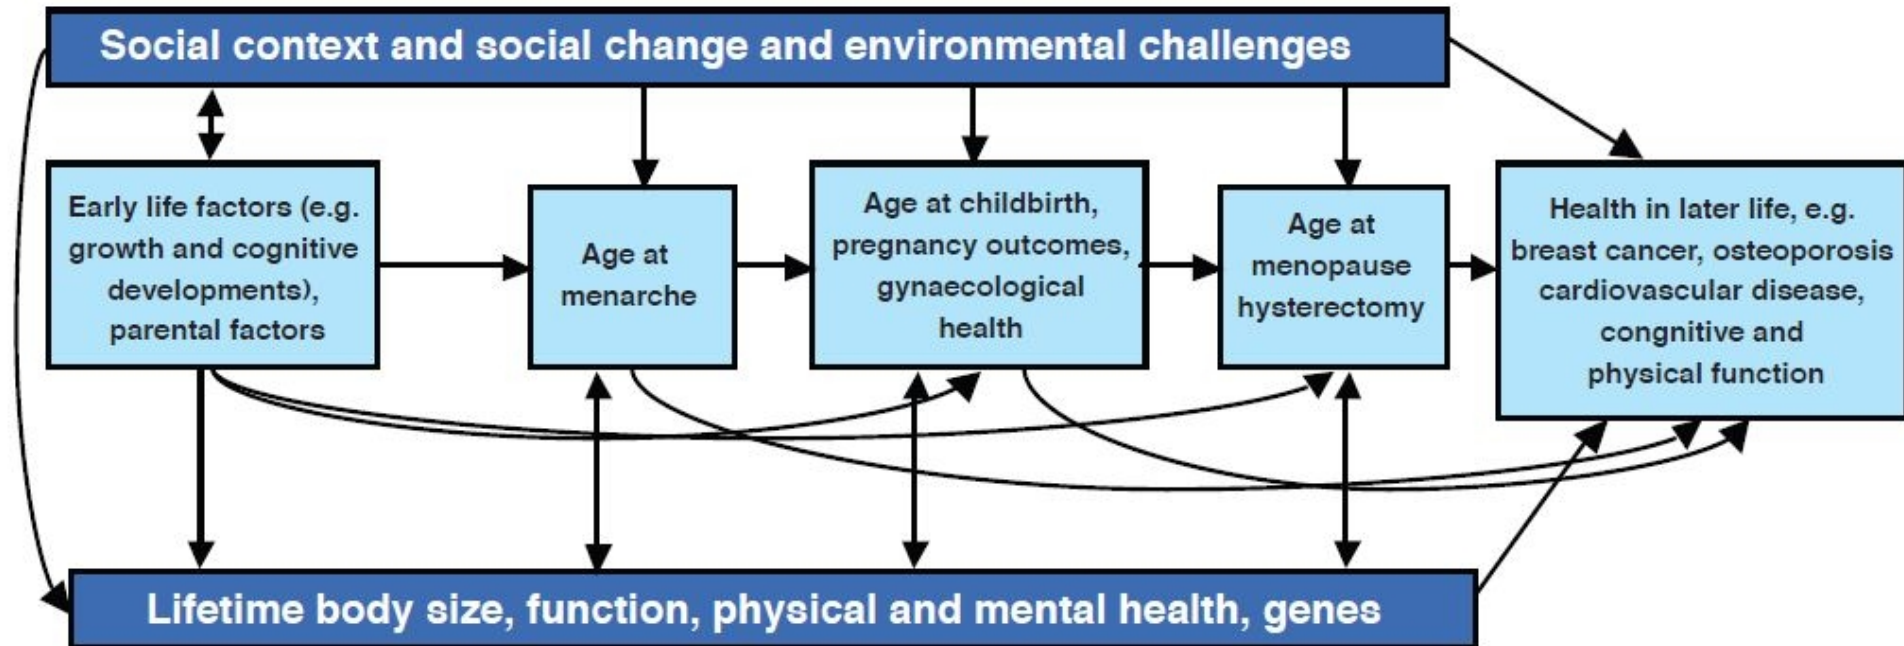 Social context and social change and environmental challenges
Early life factors (e.g.
growth and cognitive
developments),
parental factors
Age at
menarche
Age at childbirth,
pregnancy outcomes,
gynaecological
health
Age at
menopause
hysterectomy
Health in later life, e.g.
breast cancer, osteoporosis
cardiovascular disease,
congnitive and
physical function
Lifetime body size, function, physical and mental health, genes